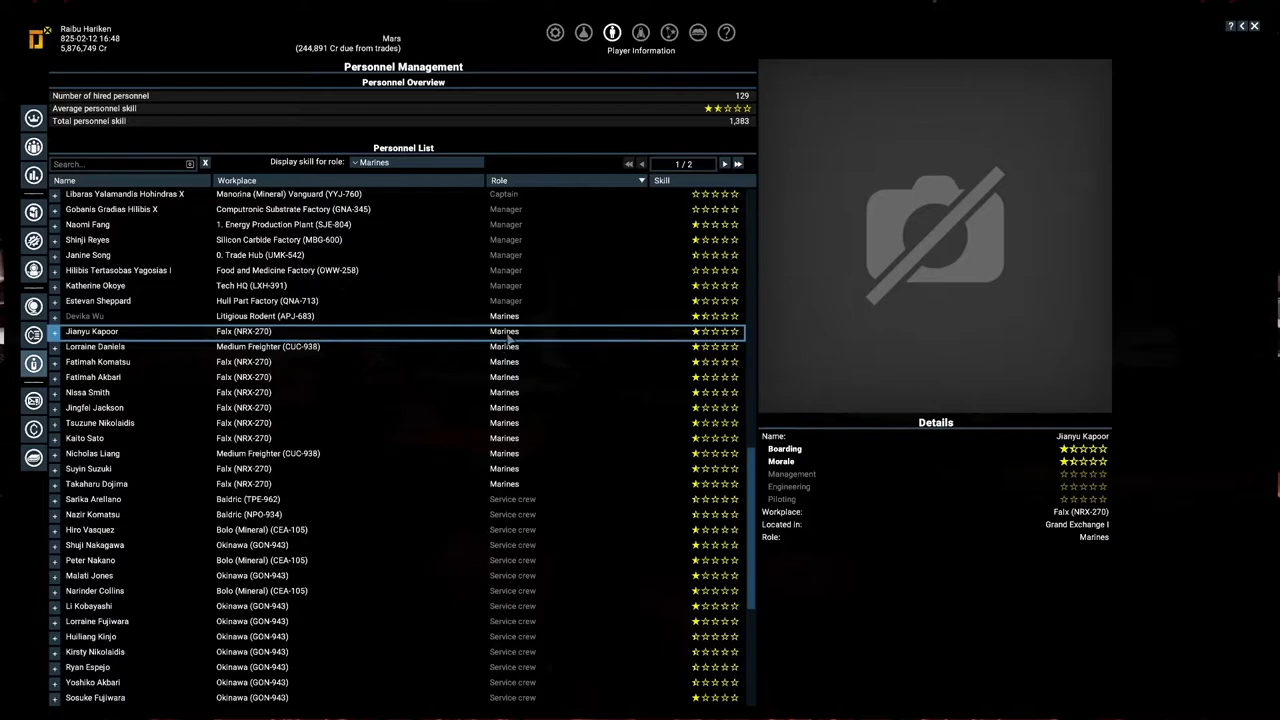 Raibu Hariken
825-02-12 16:48
5,876,749 Cr
Mars
(244,891 Cr due from trades)
Player Information
? < X
Personnel Management
Personnel Overview
Number of hired personnel 129
Average personnel skill
Total personnel skill 1,383
Personnel List
Search... X Display skill for role: Marines 1 / 2
Name Workplace Role Skill
Libaras Yalamandis Hohindras X Manorina (Mineral) Vanguard (YYJ-760) Captain
Gobanis Gradias Hilibis X Computronic Substrate Factory (GNA-345) Manager
Naomi Fang 1. Energy Production Plant (SJE-804) Manager
Shinji Reyes Silicon Carbide Factory (MBG-600) Manager
Janine Song 0. Trade Hub (UMK-542) Manager
Hilibis Tertasobas Yagosias I Food and Medicine Factory (OWW-258) Manager
Katherine Okoye Tech HQ (LXH-391) Manager
Estevan Sheppard Hull Part Factory (QNA-713) Manager
Devika Wu Litigious Rodent (APJ-683) Marines
Jianyu Kapoor Falx (NRX-270) Marines
Lorraine Daniels Medium Freighter (CUC-938) Marines
Fatimah Komatsu Falx (NRX-270) Marines
Fatimah Akbari Falx (NRX-270) Marines
Nissa Smith Falx (NRX-270) Marines
Jingfei Jackson Falx (NRX-270) Marines
Tsuzune Nikolaidis Falx (NRX-270) Marines
Kaito Sato Falx (NRX-270) Marines
Nicholas Liang Medium Freighter (CUC-938) Marines
Suyin Suzuki Falx (NRX-270) Marines
Takaharu Dojima Falx (NRX-270) Marines
Sarika Arellano Baldric (TPE-962) Service crew
Nazir Komatsu Baldric (NPO-934) Service crew
Hiro Vasquez Bolo (Mineral) (CEA-105) Service crew
Shuji Nakagawa Okinawa (GON-943) Service crew
Peter Nakano Bolo (Mineral) (CEA-105) Service crew
Malati Jones Okinawa (GON-943) Service crew
Narinder Collins Bolo (Mineral) (CEA-105) Service crew
Li Kobayashi Okinawa (GON-943) Service crew
Lorraine Fujiwara Okinawa (GON-943) Service crew
Huiliang Kinjo Okinawa (GON-943) Service crew
Kirsty Nikolaidis Okinawa (GON-943) Service crew
Ryan Espejo Okinawa (GON-943) Service crew
Yoshiko Akbari Okinawa (GON-943) Service crew
Sosuke Fujiwara Okinawa (GON-943) Service crew
Details
Name: Jianyu Kapoor
Boarding
Morale
Management
Engineering
Piloting
Workplace: Falx (NRX-270)
Located in: Grand Exchange I
Role: Marines